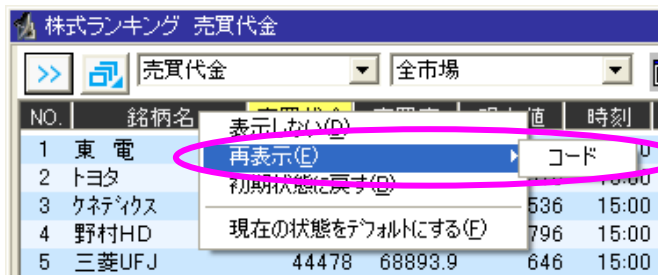 株式ランキング 売買代金
>> 売買代金 全市場
NO. 銘柄名 時刻
表示しない(D)
1 東 電
再表示(E) コード
2 トヨタ
初期状態に戻す(R)
3 ケネディクス 536 15:00
4 野村HD 796 15:00
現在の状態をデフォルトにする(F)
5 三菱UFJ 44478 68893.9 646 15:00